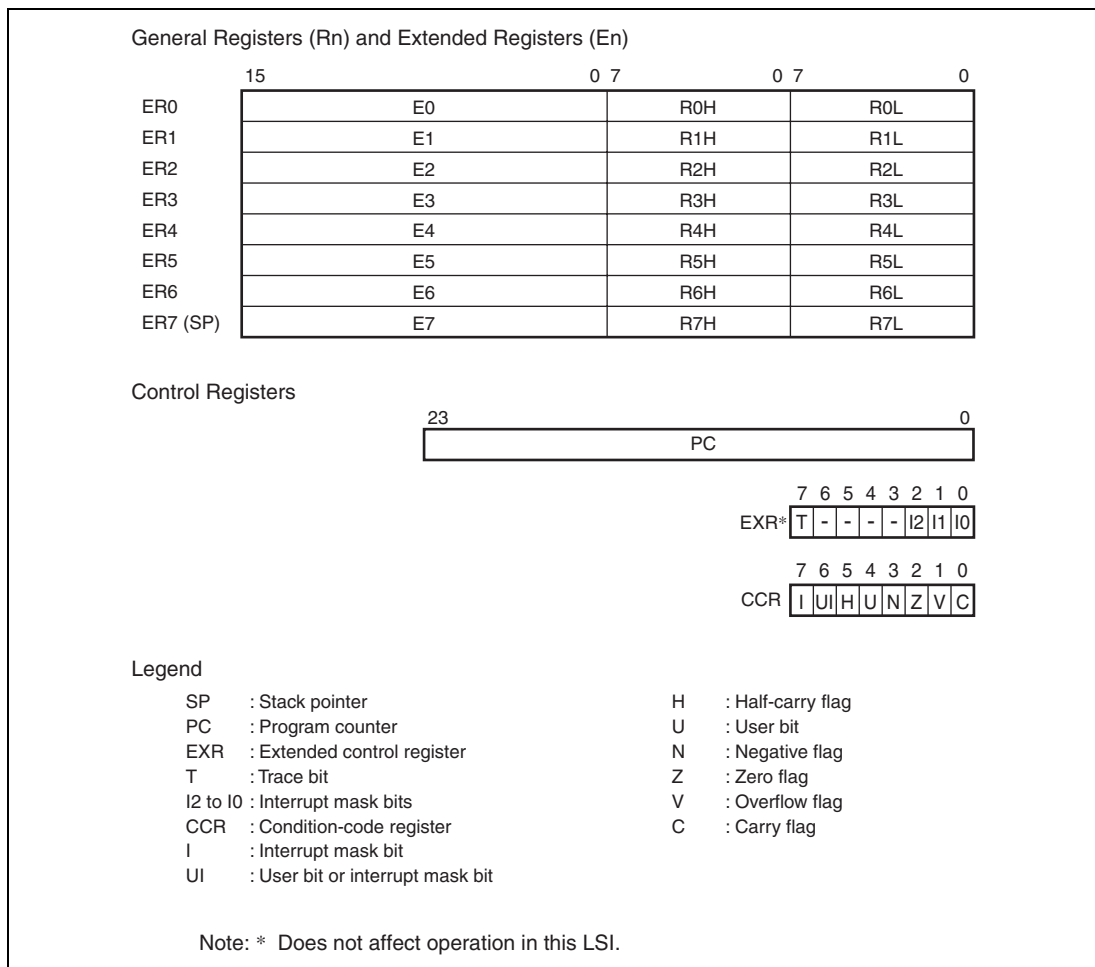 General Registers (Rn) and Extended Registers (En)
15 0 7 0 7 0
ER0 E0 R0H R0L
ER1 E1 R1H R1L
ER2 E2 R2H R2L
ER3 E3 R3H R3L
ER4 E4 R4H R4L
ER5 E5 R5H R5L
ER6 E6 R6H R6L
ER7 (SP) E7 R7H R7L
Control Registers
23 0
PC
7 6 5 4 3 2 1 0
EXR* T - - - - I2 I1 I0
7 6 5 4 3 2 1 0
CCR I UI H U N Z V C
Legend
SP : Stack pointer
PC : Program counter
EXR : Extended control register
T : Trace bit
I2 to I0 : Interrupt mask bits
CCR : Condition-code register
I : Interrupt mask bit
UI : User bit or interrupt mask bit
H : Half-carry flag
U : User bit
N : Negative flag
Z : Zero flag
V : Overflow flag
C : Carry flag
Note: * Does not affect operation in this LSI.